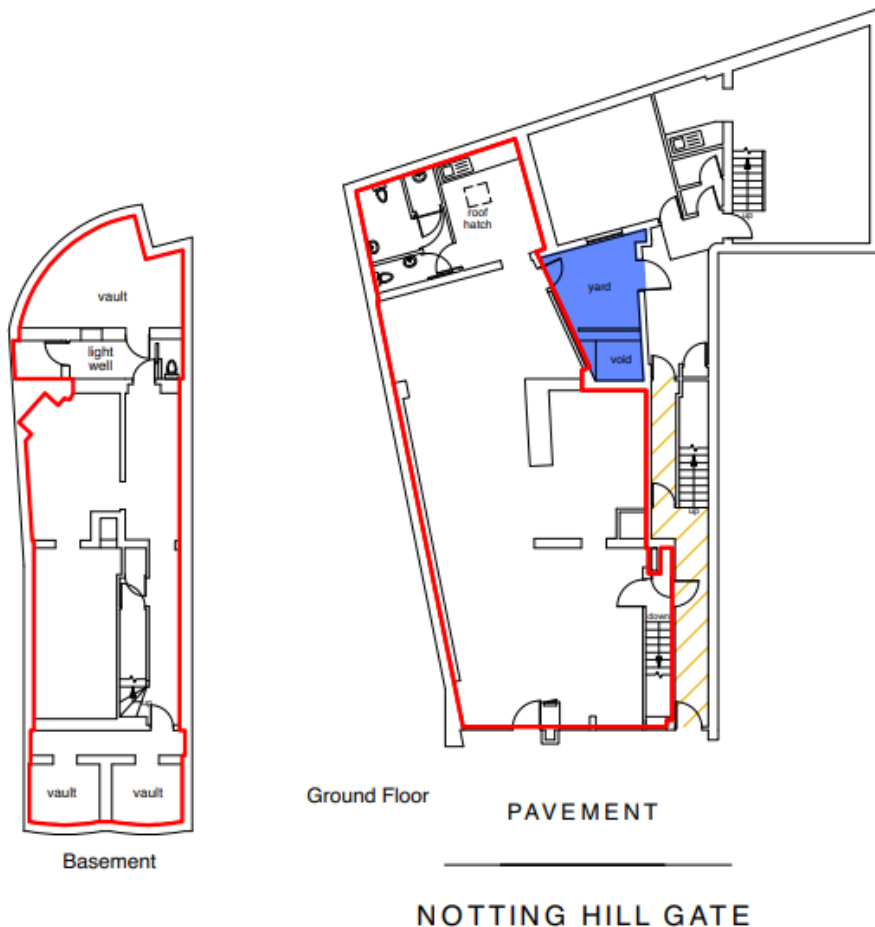 roof
hatch
up
yard
void
up
down
vault
light
well
up
vault
vault
Basement
Ground Floor
PAVEMENT
NOTTING HILL GATE